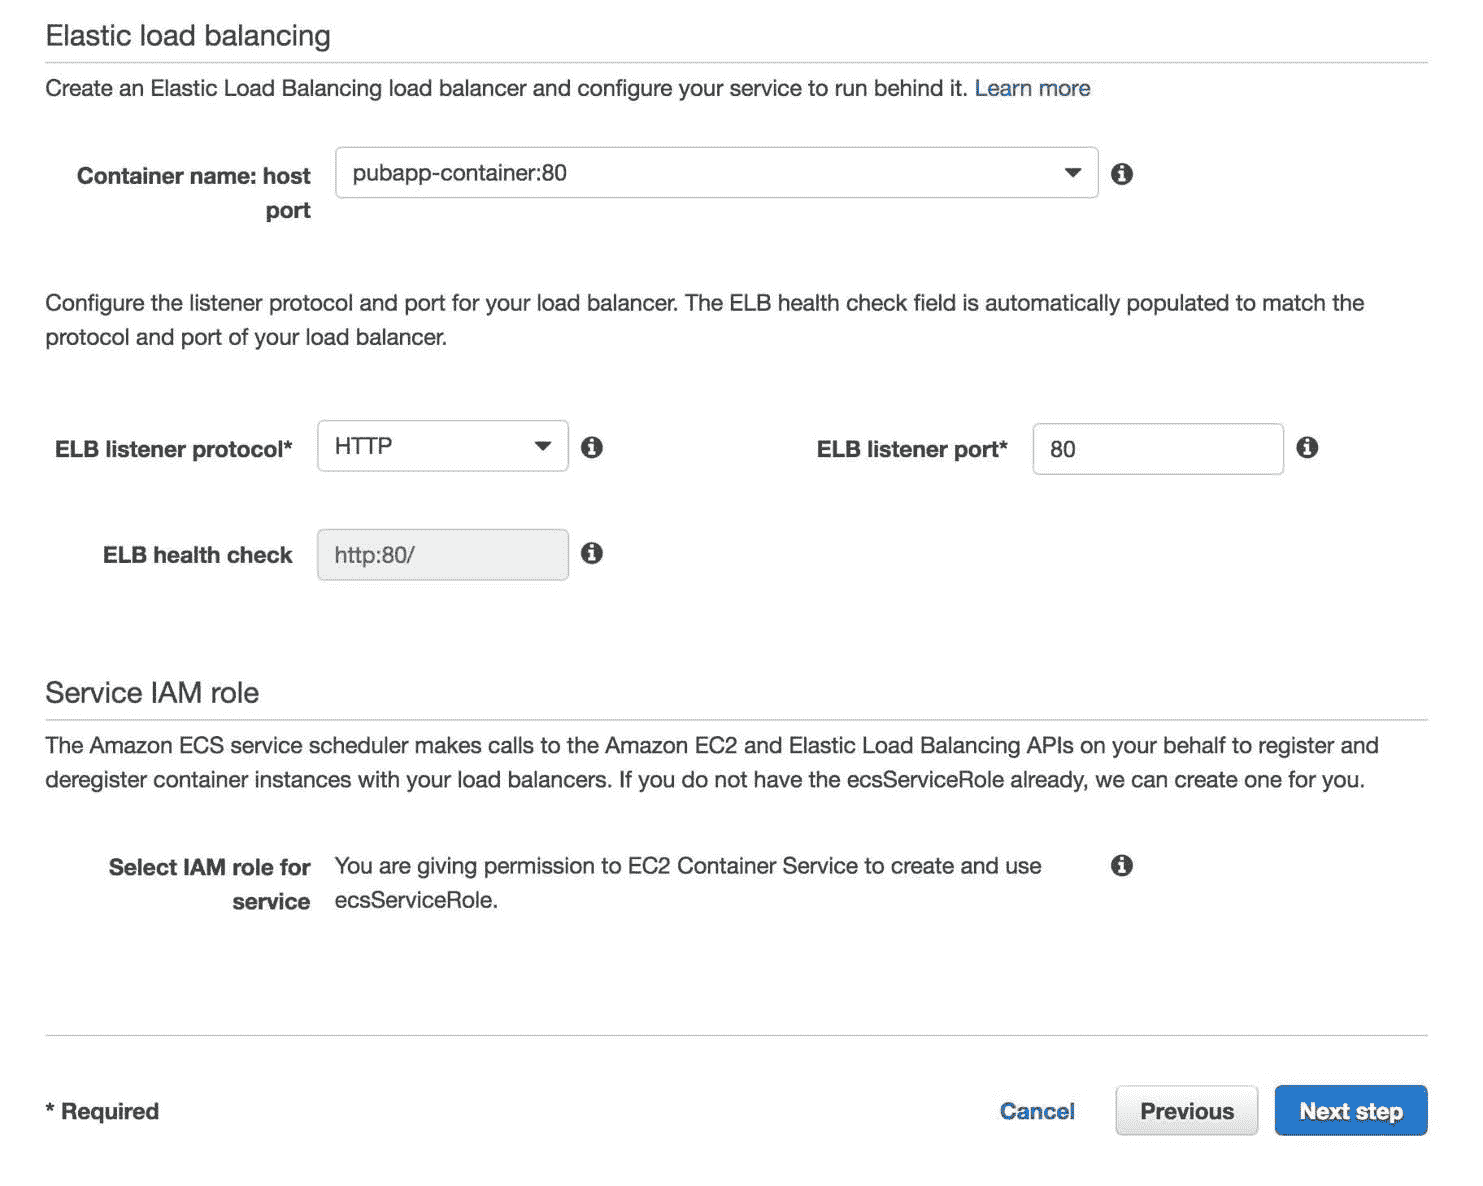 Elastic load balancing
Create an Elastic Load Balancing load balancer and configure your service to run behind it. Learn more
Container name: host
port
pubapp-container:80
Configure the listener protocol and port for your load balancer. The ELB health check field is automatically populated to match the
protocol and port of your load balancer.
ELB listener protocol*
HTTP
ELB listener port*
80
ELB health check
http:80/
Service IAM role
The Amazon ECS service scheduler makes calls to the Amazon EC2 and Elastic Load Balancing APIs on your behalf to register and
deregister container instances with your load balancers. If you do not have the ecsServiceRole already, we can create one for you.
Select IAM role for
service
You are giving permission to EC2 Container Service to create and use
ecsServiceRole.
* Required
Cancel
Previous
Next step